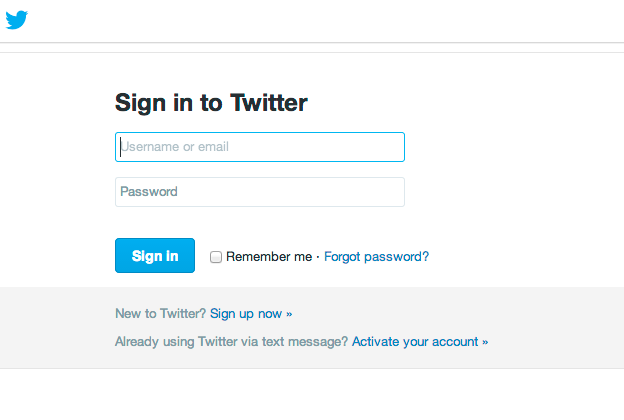 Sign in to Twitter
Username or email
Password
Sign in Remember me · Forgot password?
New to Twitter? Sign up now »
Already using Twitter via text message? Activate your account »